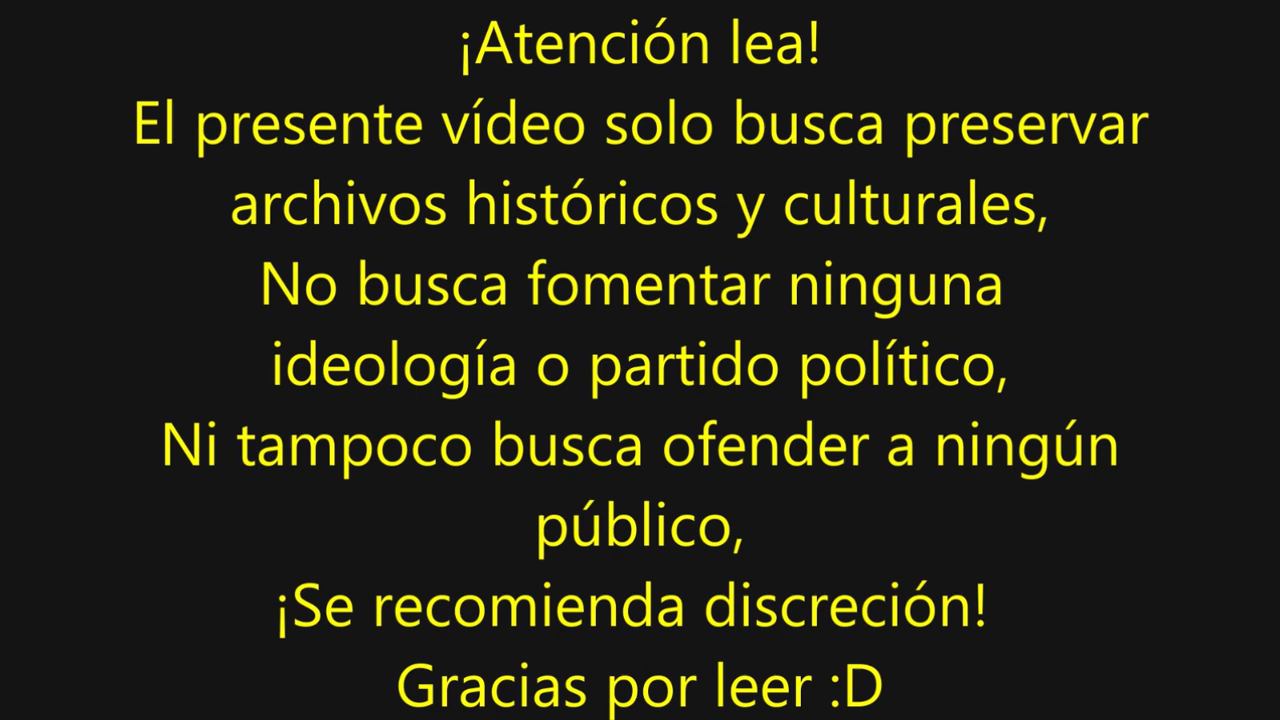 ¡Atención lea!
El presente vídeo solo busca preservar
archivos históricos y culturales,
No busca fomentar ninguna
ideología o partido político,
Ni tampoco busca ofender a ningún
público,
¡Se recomienda discreción!
Gracias por leer :D